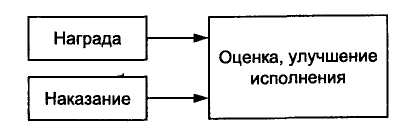 Награда
Наказание
Оценка, улучшение
исполнения